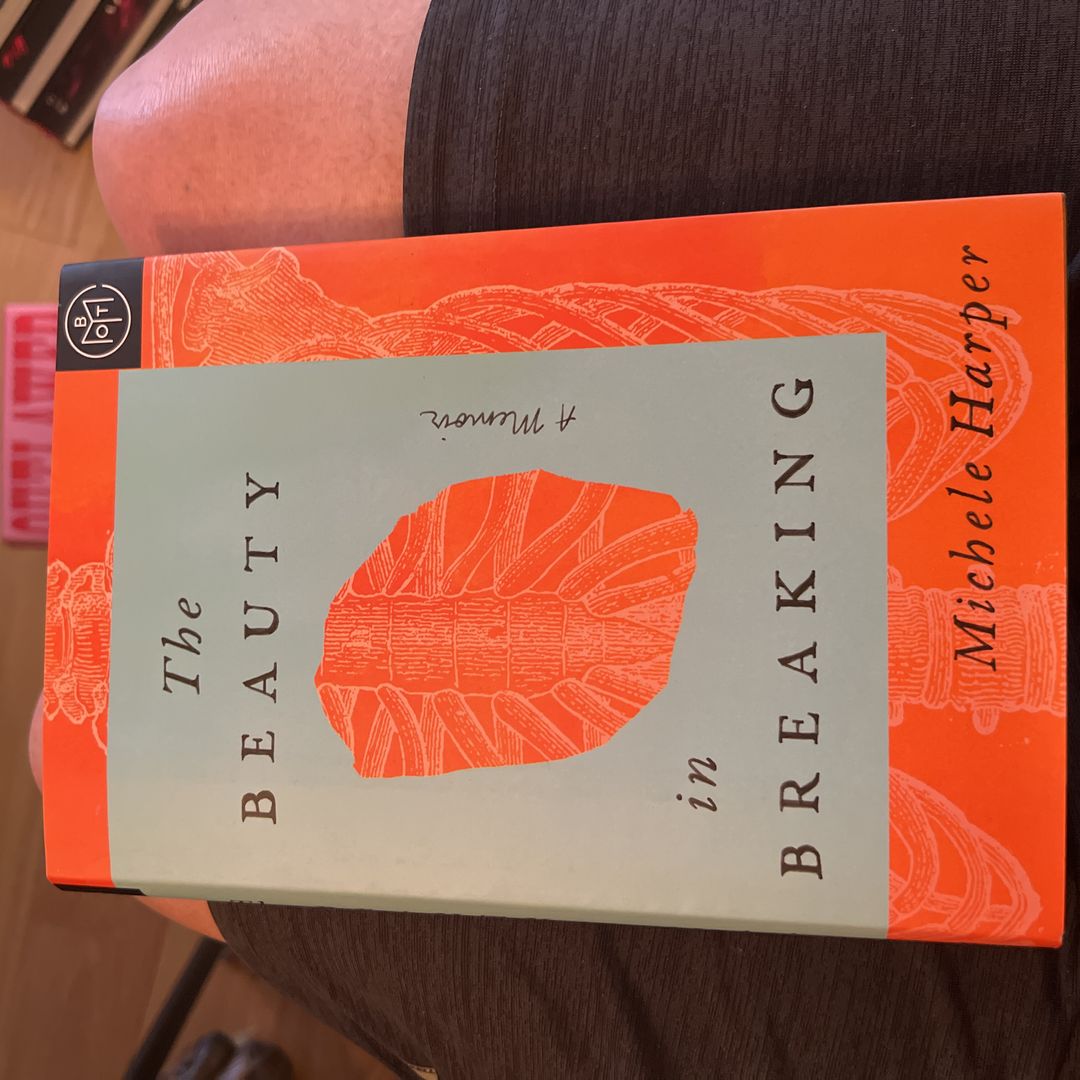 The
BEAUTY
A Memoir
in
BREAKING
Michele Harper
BOTM